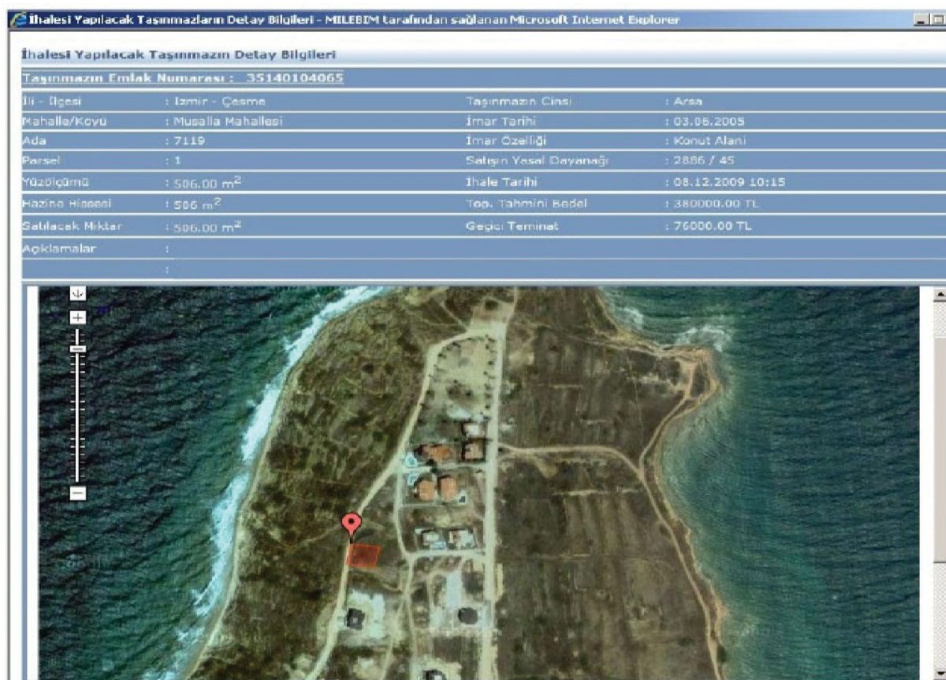 İhalesi Yapılacak Taşınmazların Detay Bilgileri - MILEBIM tarafından sağlanan Microsoft Internet Explorer
İhalesi Yapılacak Taşınmazın Detay Bilgileri
Taşınmazın Emlak Numarası : 35140104065
İli - İlçesi : Izmir - Çesme Taşınmazın Cinsi : Arsa
Mahalle/Köyü : Musalla Mahallesi İmar Tarihi : 03.06.2005
Ada : 7119 İmar Özelliği : Konut Alani
Parsel : 1 Satışın Yasal Dayanağı : 2886 / 45
Yüzölçümü : 506.00 m² İhale Tarihi : 08.12.2009 10:15
Hazine Hissesi : 506 m² Top. Tahmini Bedel : 380000.00 TL
Satılacak Miktar : 506.00 m² Geçici Teminat : 76000.00 TL
Açıklamalar :
: